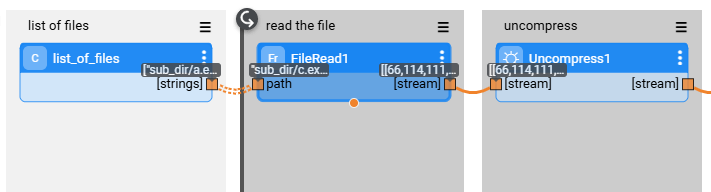 list of files
C list_of_files
["sub_dir/a.e...
[strings]
read the file
Fr FileRead1
"sub_dir/c.ex...
[[66,114,111,...
path
[stream]
uncompress
Uncompress1
[[66,114,111,...
[stream]
[stream]